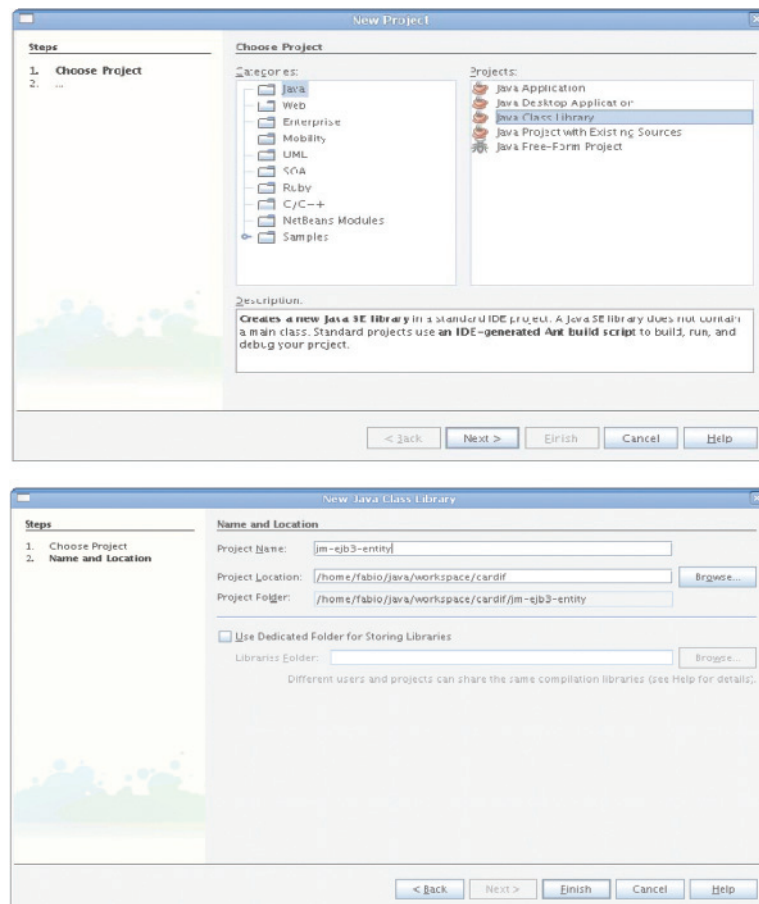 New Project
Steps
1. Choose Project
2. ...
Choose Project
Categories:
Java
Web
Enterprise
Mobility
UML
SOA
Ruby
C/C++
NetBeans Modules
Samples
Projects:
Java Application
Java Desktop Application
Java Class Library
Java Project with Existing Sources
Java Free-Form Project
Description:
Creates a new Java SE library in a standard IDE project. A Java SE library does not contain
a main class. Standard projects use an IDE-generated Ant build script to build, run, and
debug your project.
< Back Next > Finish Cancel Help
New Java Class Library
Steps
1. Choose Project
2. Name and Location
Name and Location
Project Name: jm-ejb3-entity
Project Location: /home/fabio/java/workspace/cardif Browse...
Project Folder: /home/fabio/java/workspace/cardif/jm-ejb3-entity
Use Dedicated Folder for Storing Libraries
Libraries Folder: Browse...
Different users and projects can share the same compilation libraries (see Help for details).
< Back Next > Finish Cancel Help